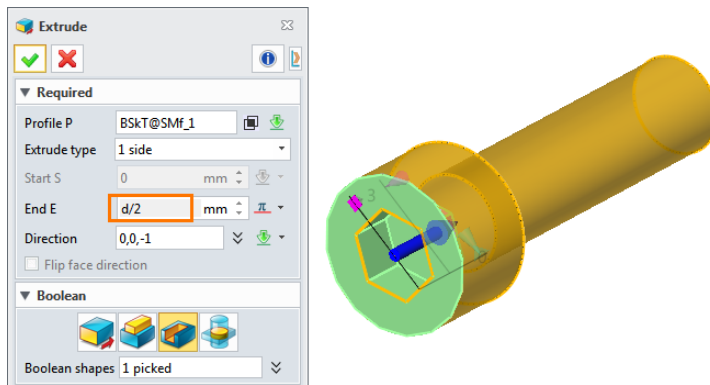 Extrude
Required
Profile P BSkT@SMf_1
Extrude type 1 side
Start S 0 mm
End E d/2 mm
Direction 0,0,-1
Flip face direction
Boolean
Boolean shapes 1 picked
3
0